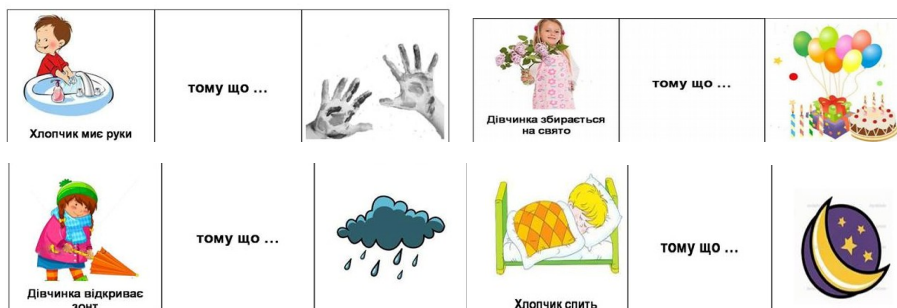 Хлопчик миє руки
тому що ...
Дівчинка збирається
на свято
тому що ...
Дівчинка відкриває
зонт
тому що ...
Хлопчик спить
тому що ...